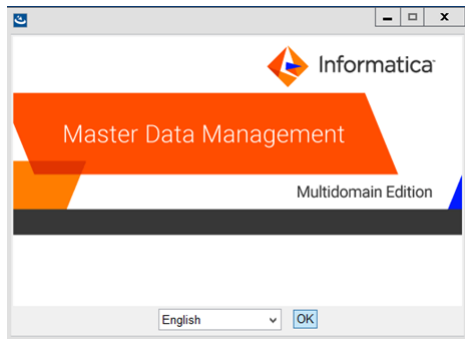 Informatica
Master Data Management
Multidomain Edition
English
OK